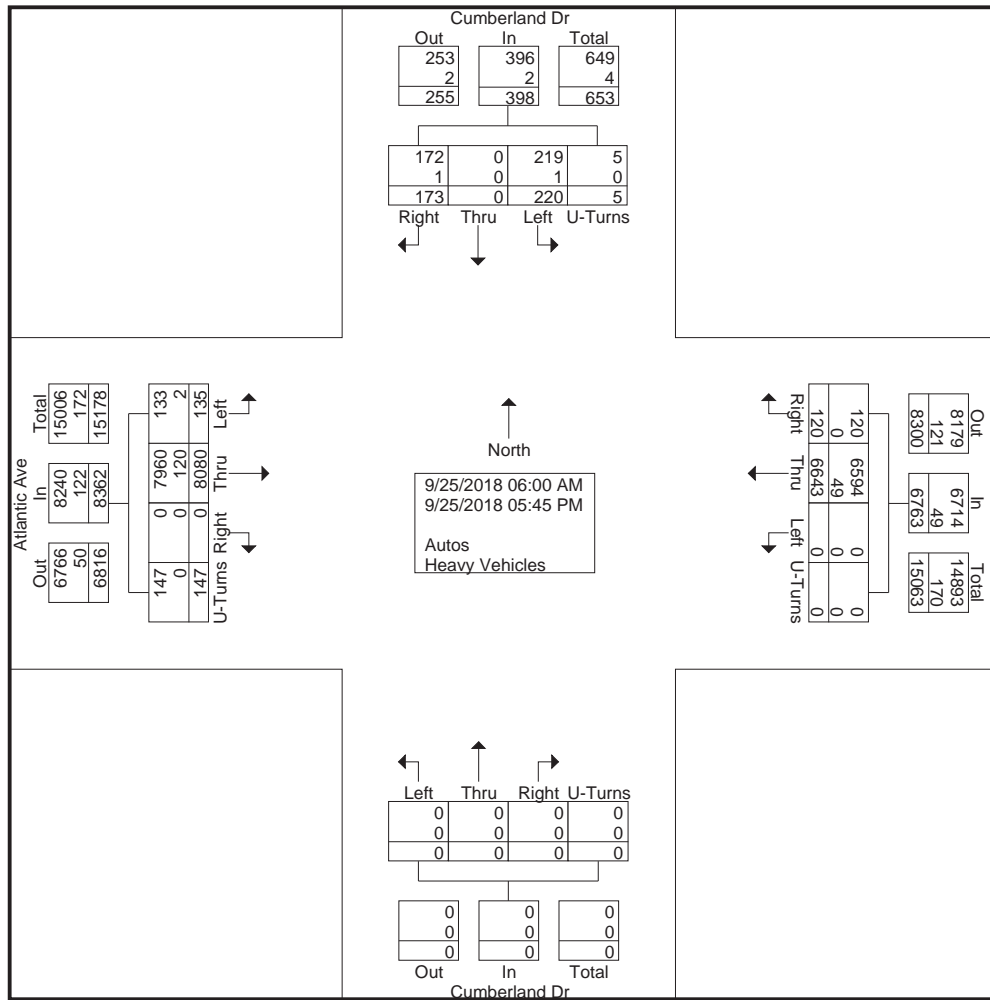 Cumberland Dr
Out In Total
253 396 649
2 2 4
255 398 653
172 0 219 5
1 0 1 0
173 0 220 5
Right Thru Left U-Turns
Atlantic Ave
Total In Out
15006 8240 6766
172 122 50
15178 8362 6816
133 7960 0 147
2 120 0 0
135 8080 0 147
Left Thru Right U-Turns
North
9/25/2018 06:00 AM
9/25/2018 05:45 PM
Autos
Heavy Vehicles
Out In Total
8179 6714 14893
121 49 170
8300 6763 15063
120 6594 0 0
0 49 0 0
120 6643 0 0
Right Thru Left U-Turns
Left Thru Right U-Turns
0 0 0 0
0 0 0 0
0 0 0 0
0 0 0
0 0 0
0 0 0
Out In Total
Cumberland Dr